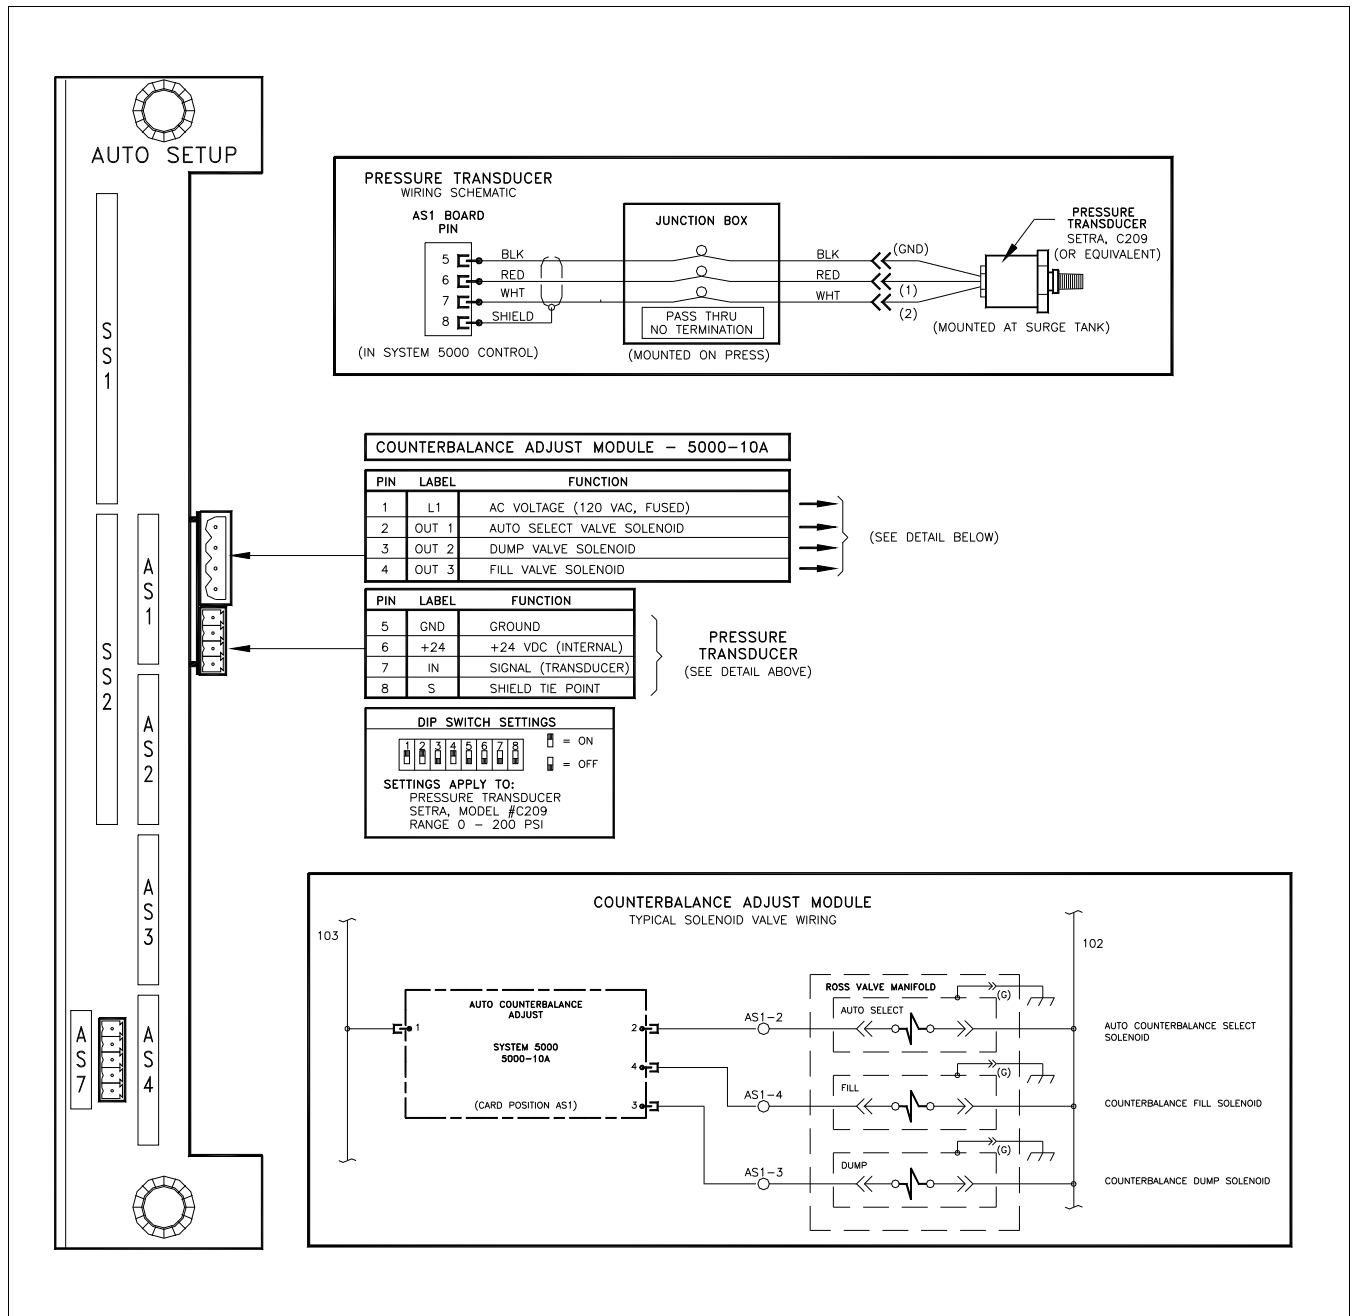 AUTO SETUP
SS1
SS2
AS1
AS2
AS3
AS4
AS7
PRESSURE TRANSDUCER
WIRING SCHEMATIC
AS1 BOARD
PIN
5
6
7
8
BLK
RED
WHT
SHIELD
(IN SYSTEM 5000 CONTROL)
JUNCTION BOX
PASS THRU
NO TERMINATION
(MOUNTED ON PRESS)
BLK
RED
WHT
(GND)
(1)
(2)
PRESSURE
TRANSDUCER
SETRA, C209
(OR EQUIVALENT)
(MOUNTED AT SURGE TANK)
COUNTERBALANCE ADJUST MODULE - 5000-10A
PIN LABEL FUNCTION
1 L1 AC VOLTAGE (120 VAC, FUSED)
2 OUT 1 AUTO SELECT VALVE SOLENOID
3 OUT 2 DUMP VALVE SOLENOID
4 OUT 3 FILL VALVE SOLENOID
(SEE DETAIL BELOW)
PIN LABEL FUNCTION
5 GND GROUND
6 +24 +24 VDC (INTERNAL)
7 IN SIGNAL (TRANSDUCER)
8 S SHIELD TIE POINT
PRESSURE
TRANSDUCER
(SEE DETAIL ABOVE)
DIP SWITCH SETTINGS
1 2 3 4 5 6 7 8
= ON
= OFF
SETTINGS APPLY TO:
PRESSURE TRANSDUCER
SETRA, MODEL #C209
RANGE 0 - 200 PSI
COUNTERBALANCE ADJUST MODULE
TYPICAL SOLENOID VALVE WIRING
103
102
1
AUTO COUNTERBALANCE
ADJUST
SYSTEM 5000
5000-10A
(CARD POSITION AS1)
2
4
3
AS1-2
AS1-4
AS1-3
ROSS VALVE MANIFOLD
AUTO SELECT
(G)
FILL
(G)
DUMP
(G)
AUTO COUNTERBALANCE SELECT
SOLENOID
COUNTERBALANCE FILL SOLENOID
COUNTERBALANCE DUMP SOLENOID